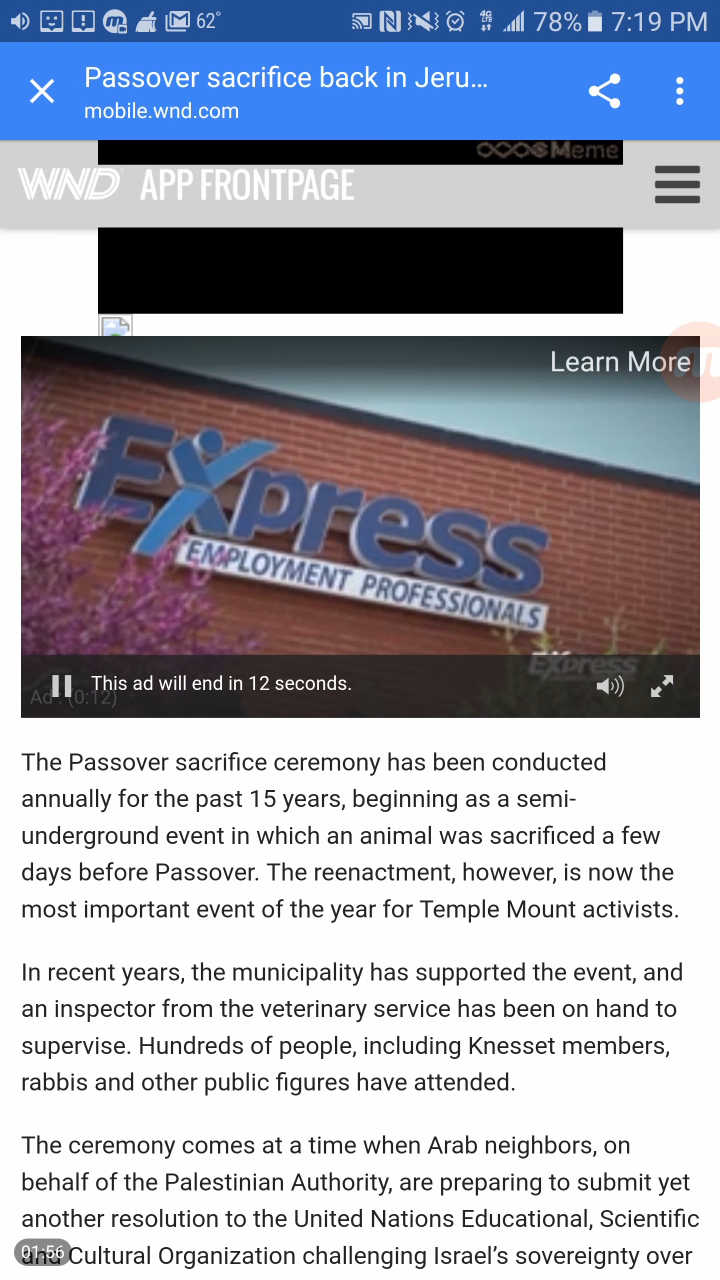 62°
78% 7:19 PM
Passover sacrifice back in Jeru...
mobile.wnd.com
Meme
WND APP FRONTPAGE
Learn More
Express
EMPLOYMENT PROFESSIONALS
Express
This ad will end in 12 seconds.
Ad : (0:12)
The Passover sacrifice ceremony has been conducted
annually for the past 15 years, beginning as a semi-
underground event in which an animal was sacrificed a few
days before Passover. The reenactment, however, is now the
most important event of the year for Temple Mount activists.
In recent years, the municipality has supported the event, and
an inspector from the veterinary service has been on hand to
supervise. Hundreds of people, including Knesset members,
rabbis and other public figures have attended.
The ceremony comes at a time when Arab neighbors, on
behalf of the Palestinian Authority, are preparing to submit yet
another resolution to the United Nations Educational, Scientific
and Cultural Organization challenging Israel's sovereignty over
01:56